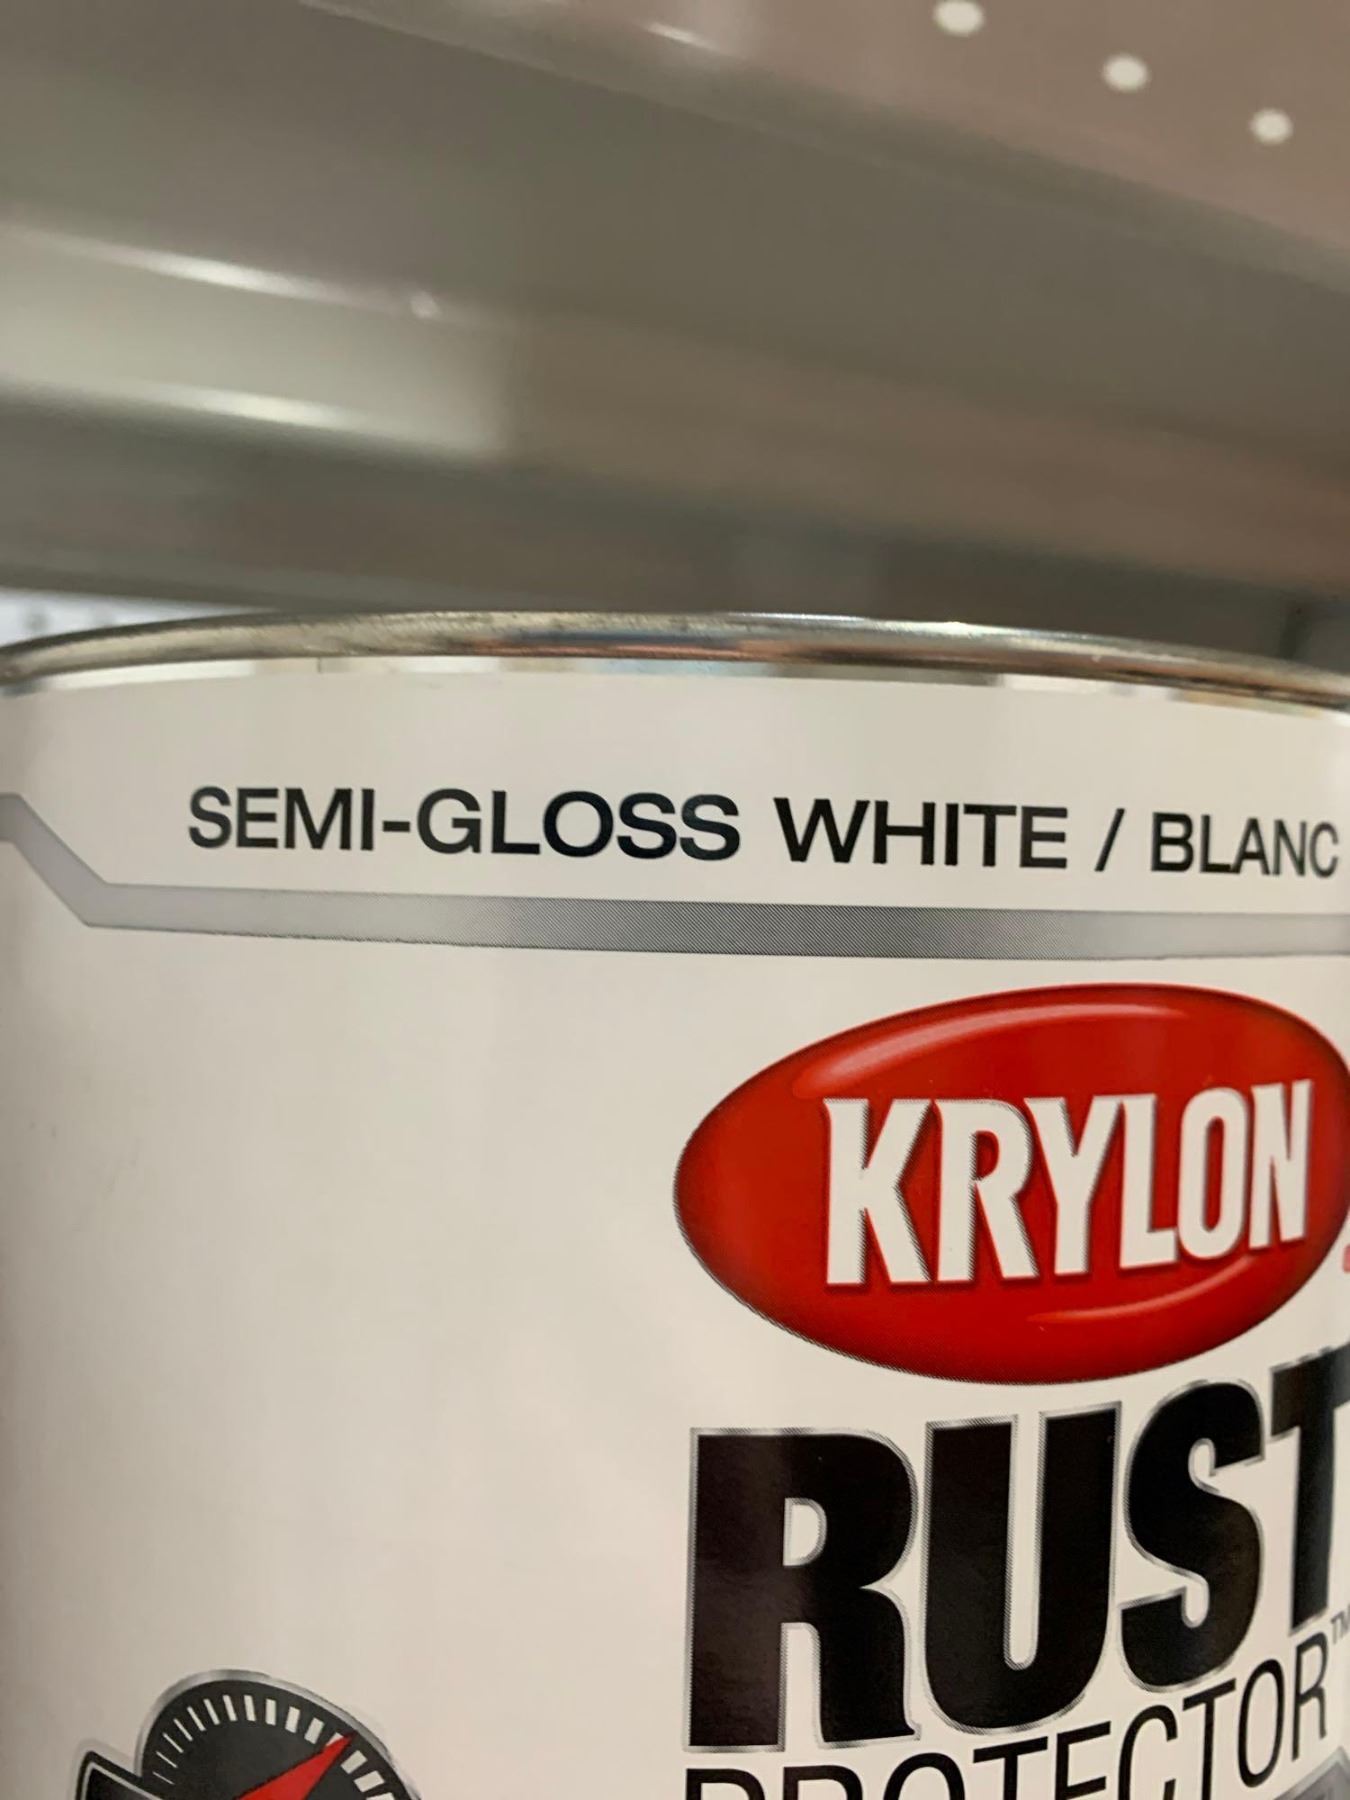 SEMI-GLOSS WHITE / BLANC
KRYLON
RUST
PROTECTOR™